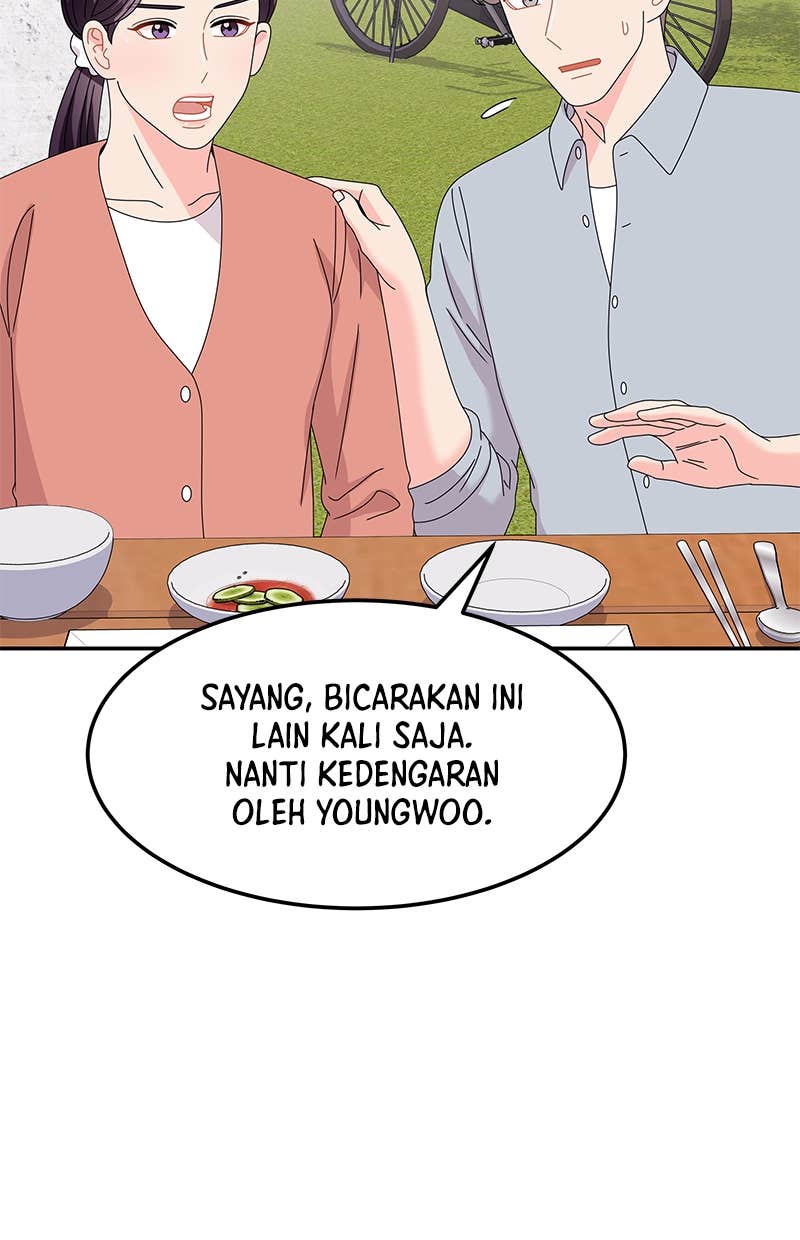 SAYANG, BICARAKAN INI
LAIN KALI SAJA.
NANTI KEDENGARAN
OLEH YOUNGWOO.